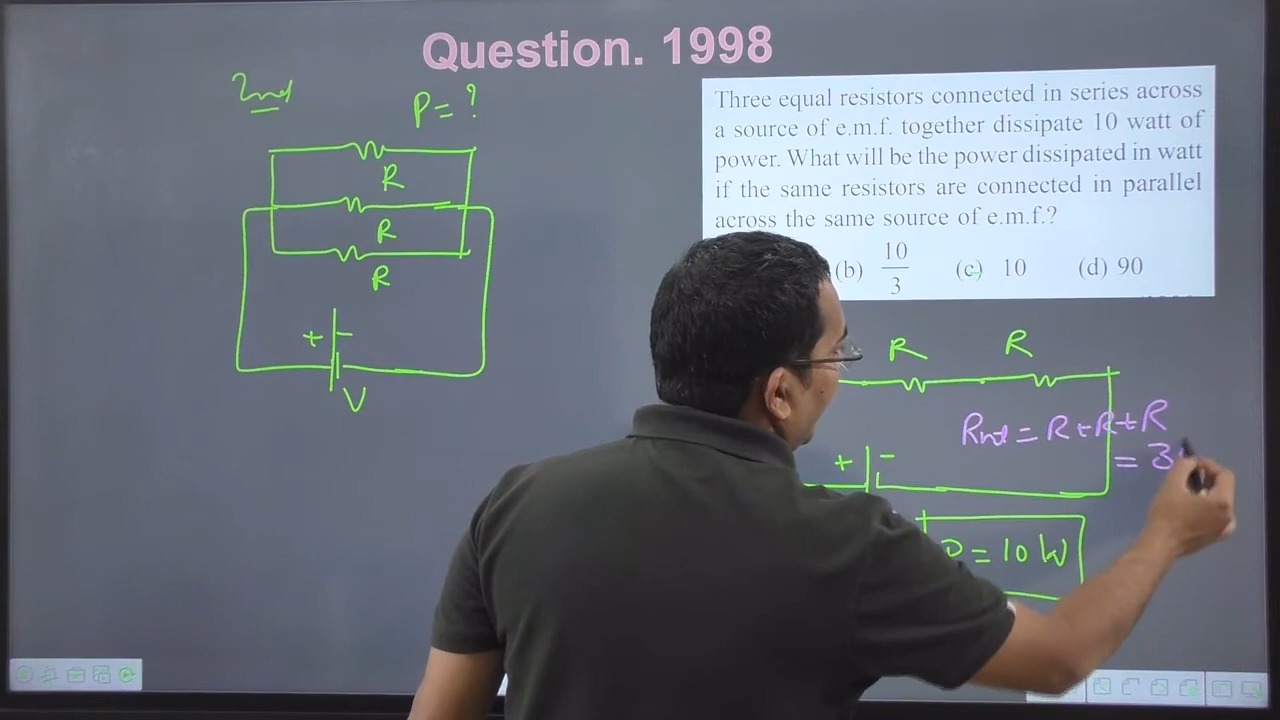 Question. 1998
2nd
P = ?
R
R
R
+ -
V
Three equal resistors connected in series across
a source of e.m.f. together dissipate 10 watt of
power. What will be the power dissipated in watt
if the same resistors are connected in parallel
across the same source of e.m.f.?
(b) 10/3 (c) 10 (d) 90
R R
+ -
Rnet = R+R+R
= 3
= 10 W